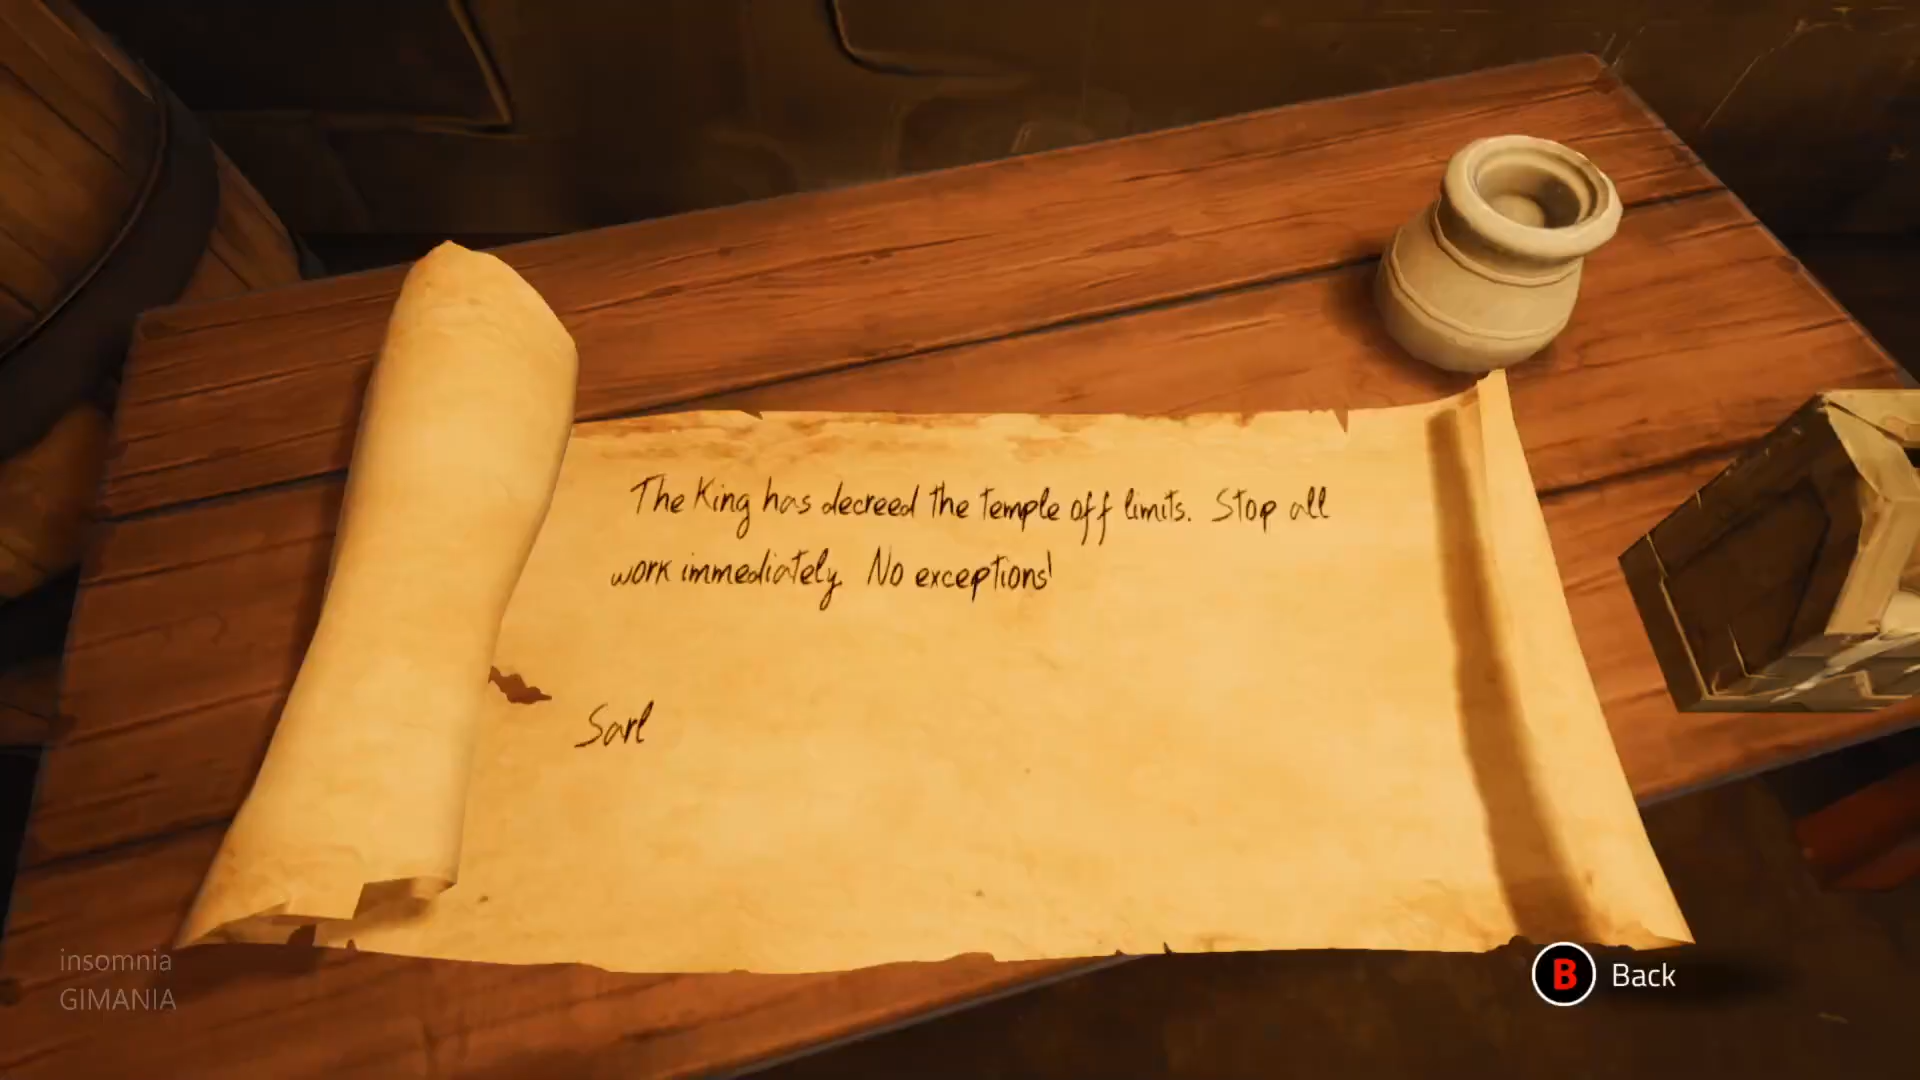 The King has decreed the temple off limits. Stop all
work immediately. No exceptions!
Sarl
insomnia
GIMANIA
B Back